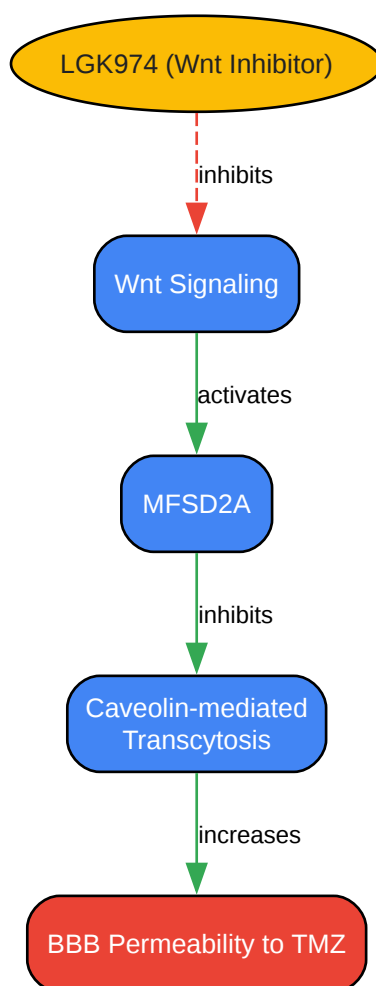 LGK974 (Wnt Inhibitor)
inhibits
Wnt Signaling
activates
MFSD2A
inhibits
Caveolin-mediated
Transcytosis
increases
BBB Permeability to TMZ